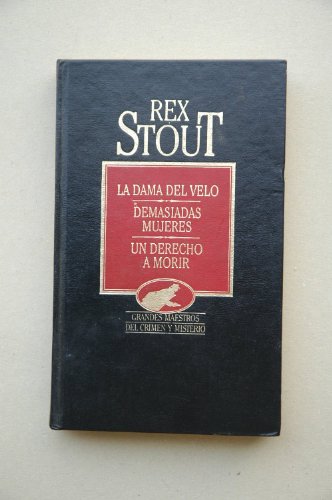 REX
STOUT
LA DAMA DEL VELO
DEMASIADAS
MUJERES
UN DERECHO
A MORIR
GRANDES MAESTROS
DEL CRIMEN Y MISTERIO